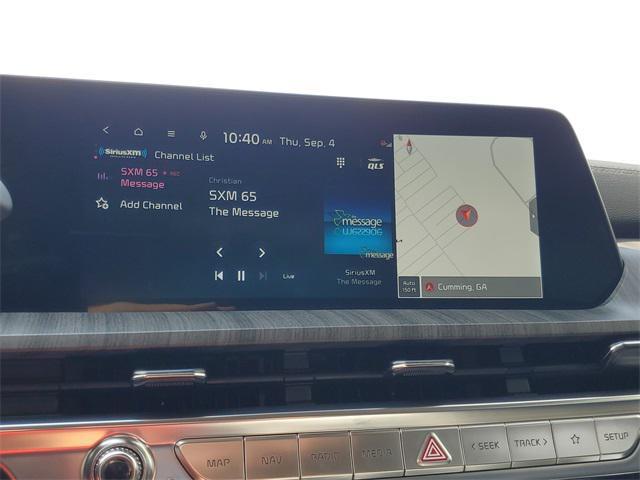 10:40 AM Thu, Sep, 4
SiriusXM Channel List
SXM 65
Message
Add Channel
Christian
SXM 65
The Message
Live
QLS
message
message
SiriusXM
The Message
Auto
150 ft
Cumming, GA
MAP NAV RADIO MEDIA < SEEK TRACK > SETUP